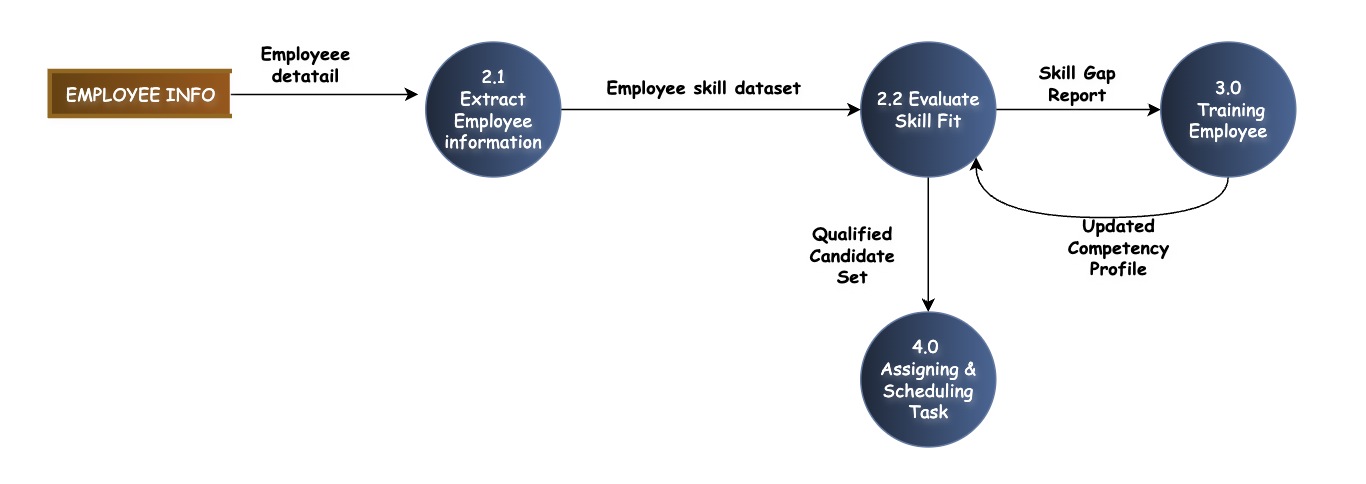 EMPLOYEE INFO
Employeee
detatail
2.1
Extract
Employee
information
Employee skill dataset
2.2 Evaluate
Skill Fit
Skill Gap
Report
3.0
Training
Employee
Updated
Competency
Profile
Qualified
Candidate
Set
4.0
Assigning &
Scheduling
Task